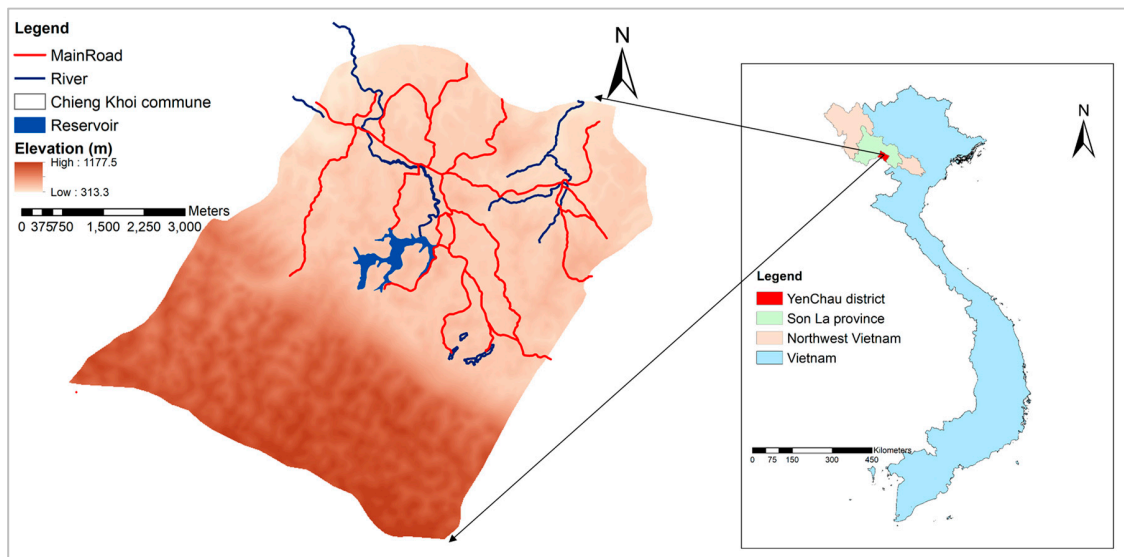 Legend
MainRoad
River
Chieng Khoi commune
Reservoir
Elevation (m)
High : 1177.5
Low : 313.3
Meters
0 375750 1,500 2,250 3,000
N
N
Legend
YenChau district
Son La province
Northwest Vietnam
Vietnam
Kilometers
0 75 150 300 450